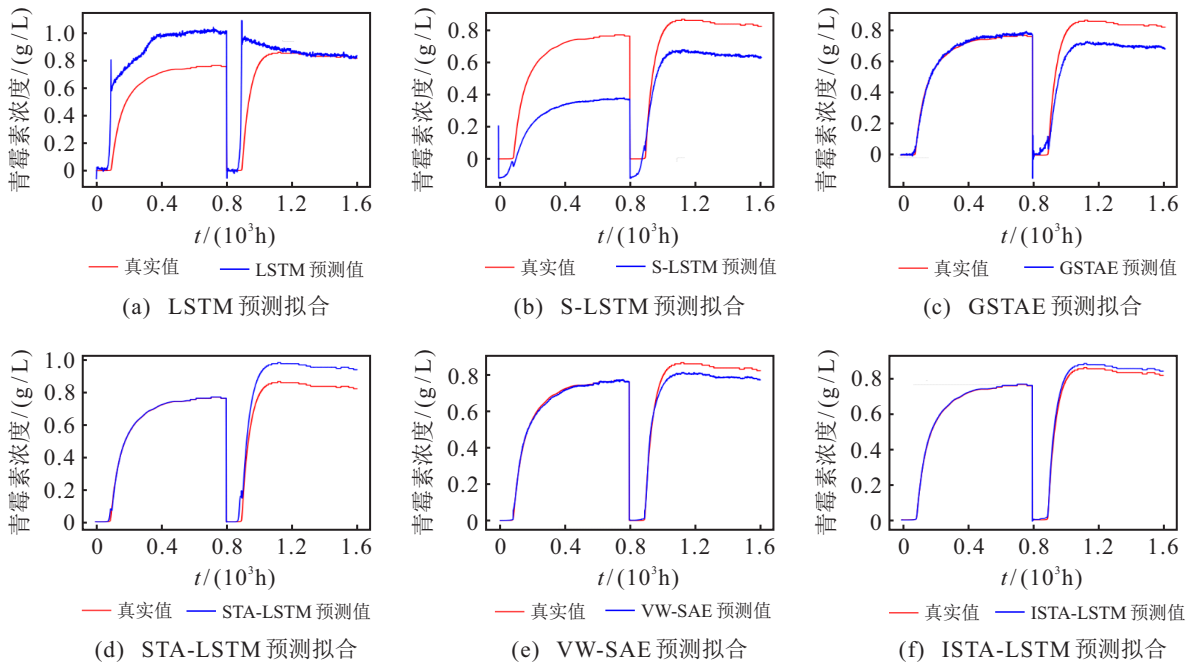 青霉素浓度/(g/L)
1.0
0.8
0.6
0.4
0.2
0
0 0.4 0.8 1.2 1.6
t/(10³h)
真实值 LSTM 预测值
(a) LSTM 预测拟合
青霉素浓度/(g/L)
0.8
0.6
0.4
0.2
0
0 0.4 0.8 1.2 1.6
t/(10³h)
真实值 S-LSTM 预测值
(b) S-LSTM 预测拟合
青霉素浓度/(g/L)
0.8
0.6
0.4
0.2
0
0 0.4 0.8 1.2 1.6
t/(10³h)
真实值 GSTAE 预测值
(c) GSTAE 预测拟合
青霉素浓度/(g/L)
1.0
0.8
0.6
0.4
0.2
0
0 0.4 0.8 1.2 1.6
t/(10³h)
真实值 STA-LSTM 预测值
(d) STA-LSTM 预测拟合
青霉素浓度/(g/L)
0.8
0.6
0.4
0.2
0
0 0.4 0.8 1.2 1.6
t/(10³h)
真实值 VW-SAE 预测值
(e) VW-SAE 预测拟合
青霉素浓度/(g/L)
0.8
0.6
0.4
0.2
0
0 0.4 0.8 1.2 1.6
t/(10³h)
真实值 ISTA-LSTM 预测值
(f) ISTA-LSTM 预测拟合